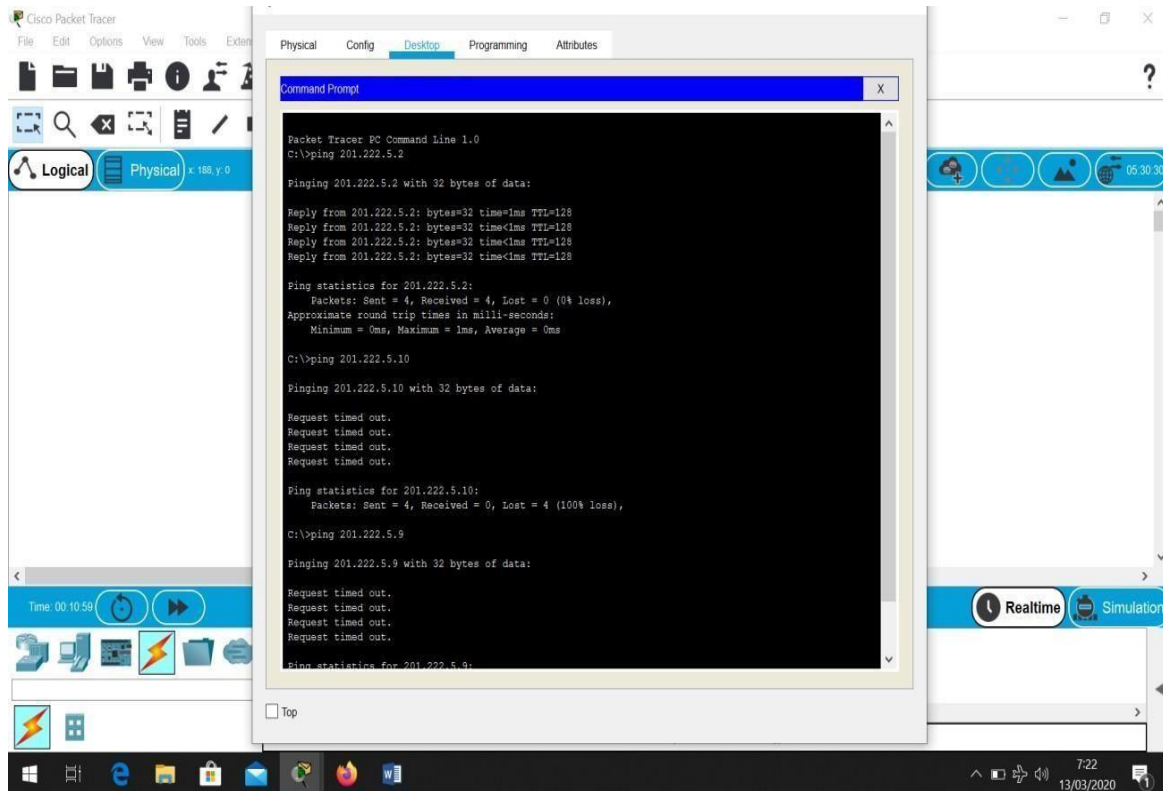 Cisco Packet Tracer
File Edit Options View Tools
Physical Config Desktop Programming Attributes
Command Prompt X
?
Logical Physical x: 186, y: 0
05:30:30
Packet Tracer PC Command Line 1.0
C:\>ping 201.222.5.2
Pinging 201.222.5.2 with 32 bytes of data:
Reply from 201.222.5.2: bytes=32 time=1ms TTL=128
Reply from 201.222.5.2: bytes=32 time<1ms TTL=128
Reply from 201.222.5.2: bytes=32 time<1ms TTL=128
Reply from 201.222.5.2: bytes=32 time<1ms TTL=128
Ping statistics for 201.222.5.2:
Packets: Sent = 4, Received = 4, Lost = 0 (0% loss),
Approximate round trip times in milli-seconds:
Minimum = 0ms, Maximum = 1ms, Average = 0ms
C:\>ping 201.222.5.10
Pinging 201.222.5.10 with 32 bytes of data:
Request timed out.
Request timed out.
Request timed out.
Request timed out.
Ping statistics for 201.222.5.10:
Packets: Sent = 4, Received = 0, Lost = 4 (100% loss),
C:\>ping 201.222.5.9
Pinging 201.222.5.9 with 32 bytes of data:
Request timed out.
Request timed out.
Request timed out.
Request timed out.
Ping statistics for 201.222.5.9:
Time: 00:10:59
Realtime Simulation
Top
7:22
13/03/2020